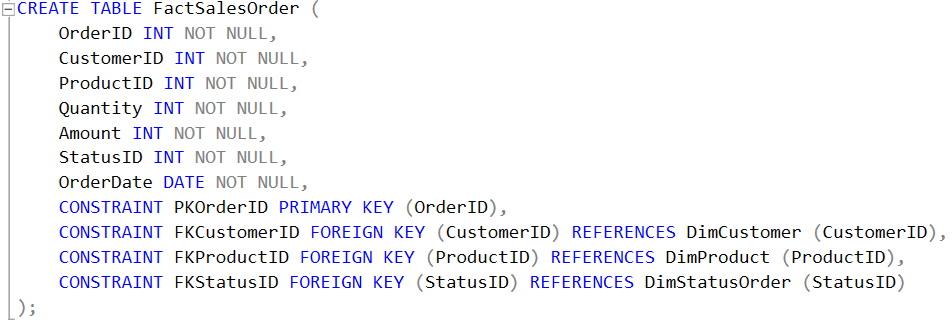 CREATE TABLE FactSalesOrder (
    OrderID INT NOT NULL,
    CustomerID INT NOT NULL,
    ProductID INT NOT NULL,
    Quantity INT NOT NULL,
    Amount INT NOT NULL,
    StatusID INT NOT NULL,
    OrderDate DATE NOT NULL,
    CONSTRAINT PKOrderID PRIMARY KEY (OrderID),
    CONSTRAINT FKCustomerID FOREIGN KEY (CustomerID) REFERENCES DimCustomer (CustomerID),
    CONSTRAINT FKProductID FOREIGN KEY (ProductID) REFERENCES DimProduct (ProductID),
    CONSTRAINT FKStatusID FOREIGN KEY (StatusID) REFERENCES DimStatusOrder (StatusID)
);